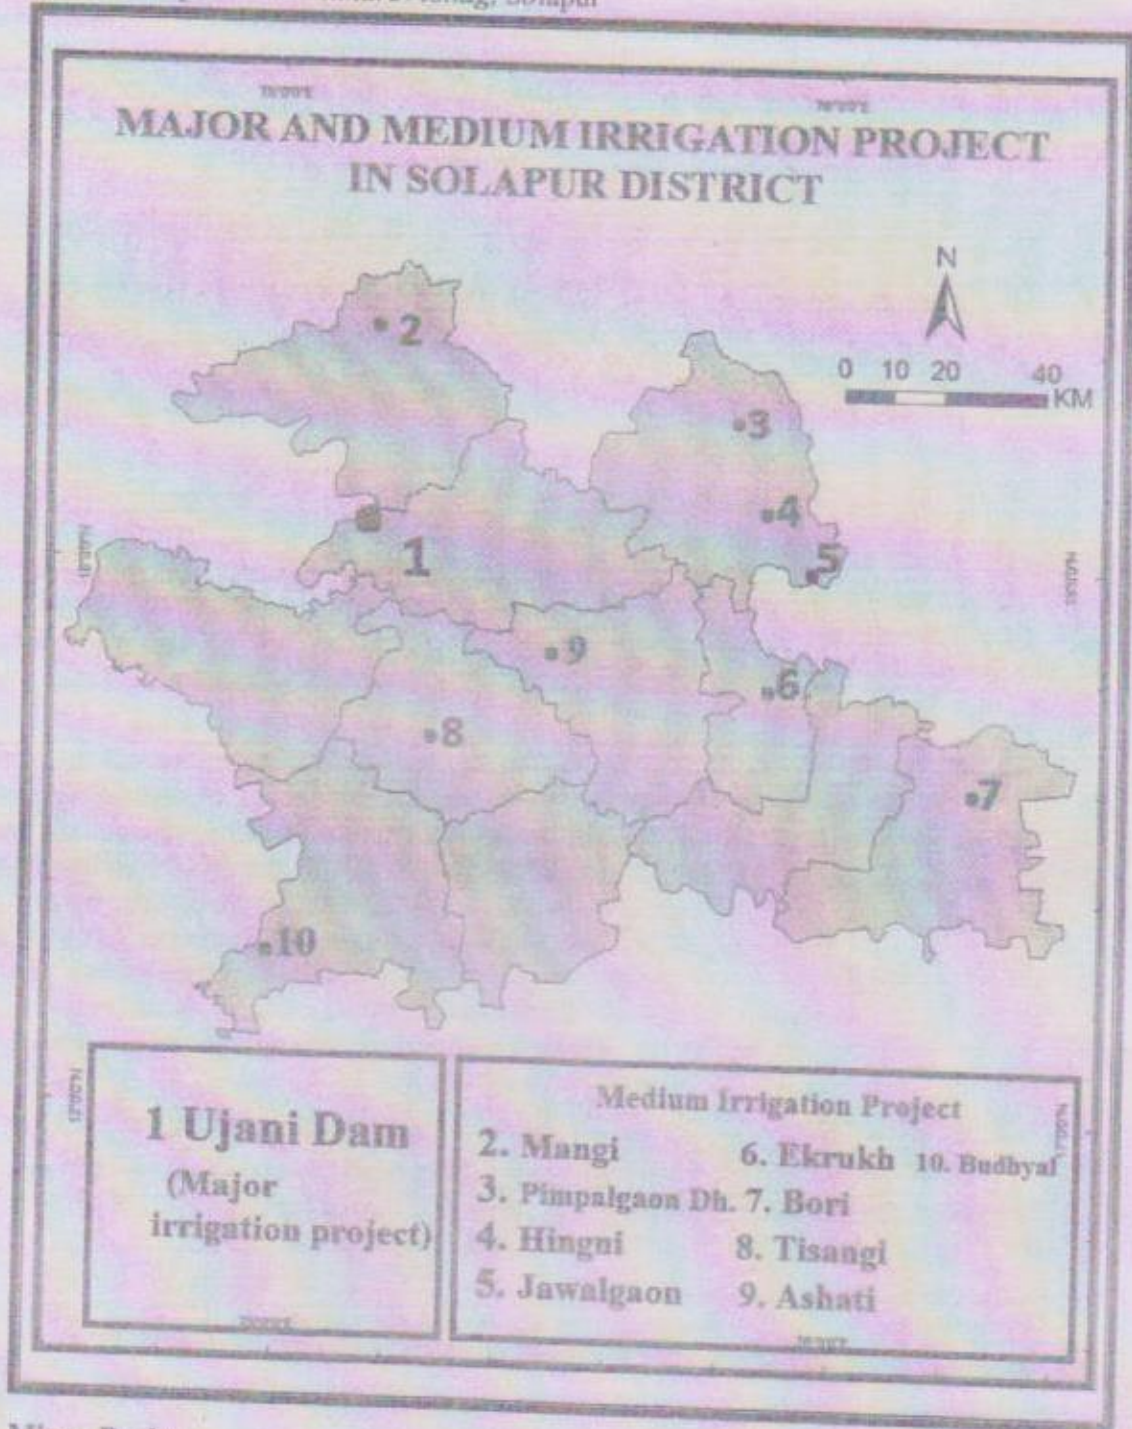 Solapur
MAJOR AND MEDIUM IRRIGATION PROJECT
IN SOLAPUR DISTRICT
N
0 10 20 40
KM
2
3
4
5
1
9
6
8
7
10
1 Ujani Dam
(Major
irrigation project)
Medium Irrigation Project
2. Mangi 6. Ekrukh 10. Budhyal
3. Pimpalgaon Dh. 7. Bori
4. Hingni 8. Tisangi
5. Jawalgaon 9. Ashati